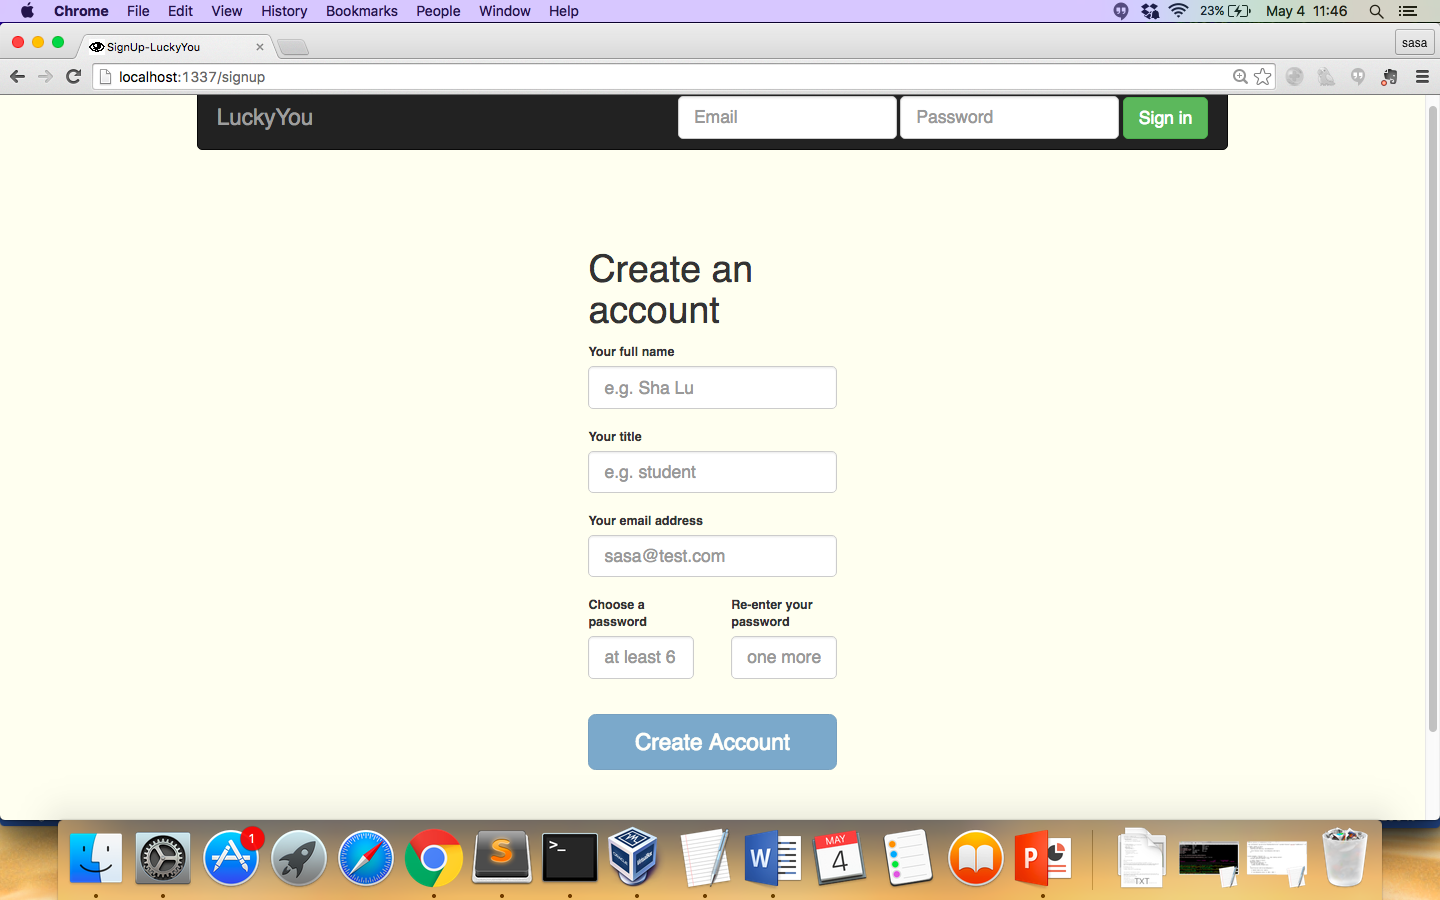 Chrome File Edit View History Bookmarks People Window Help 23% May 4 11:46
SignUp-LuckyYou
sasa
localhost:1337/signup
LuckyYou Email Password Sign in
Create an
account
Your full name
e.g. Sha Lu
Your title
e.g. student
Your email address
sasa@test.com
Choose a
password
Re-enter your
password
at least 6
one more
Create Account
1
S
>_
W
MAY
4
P
TXT